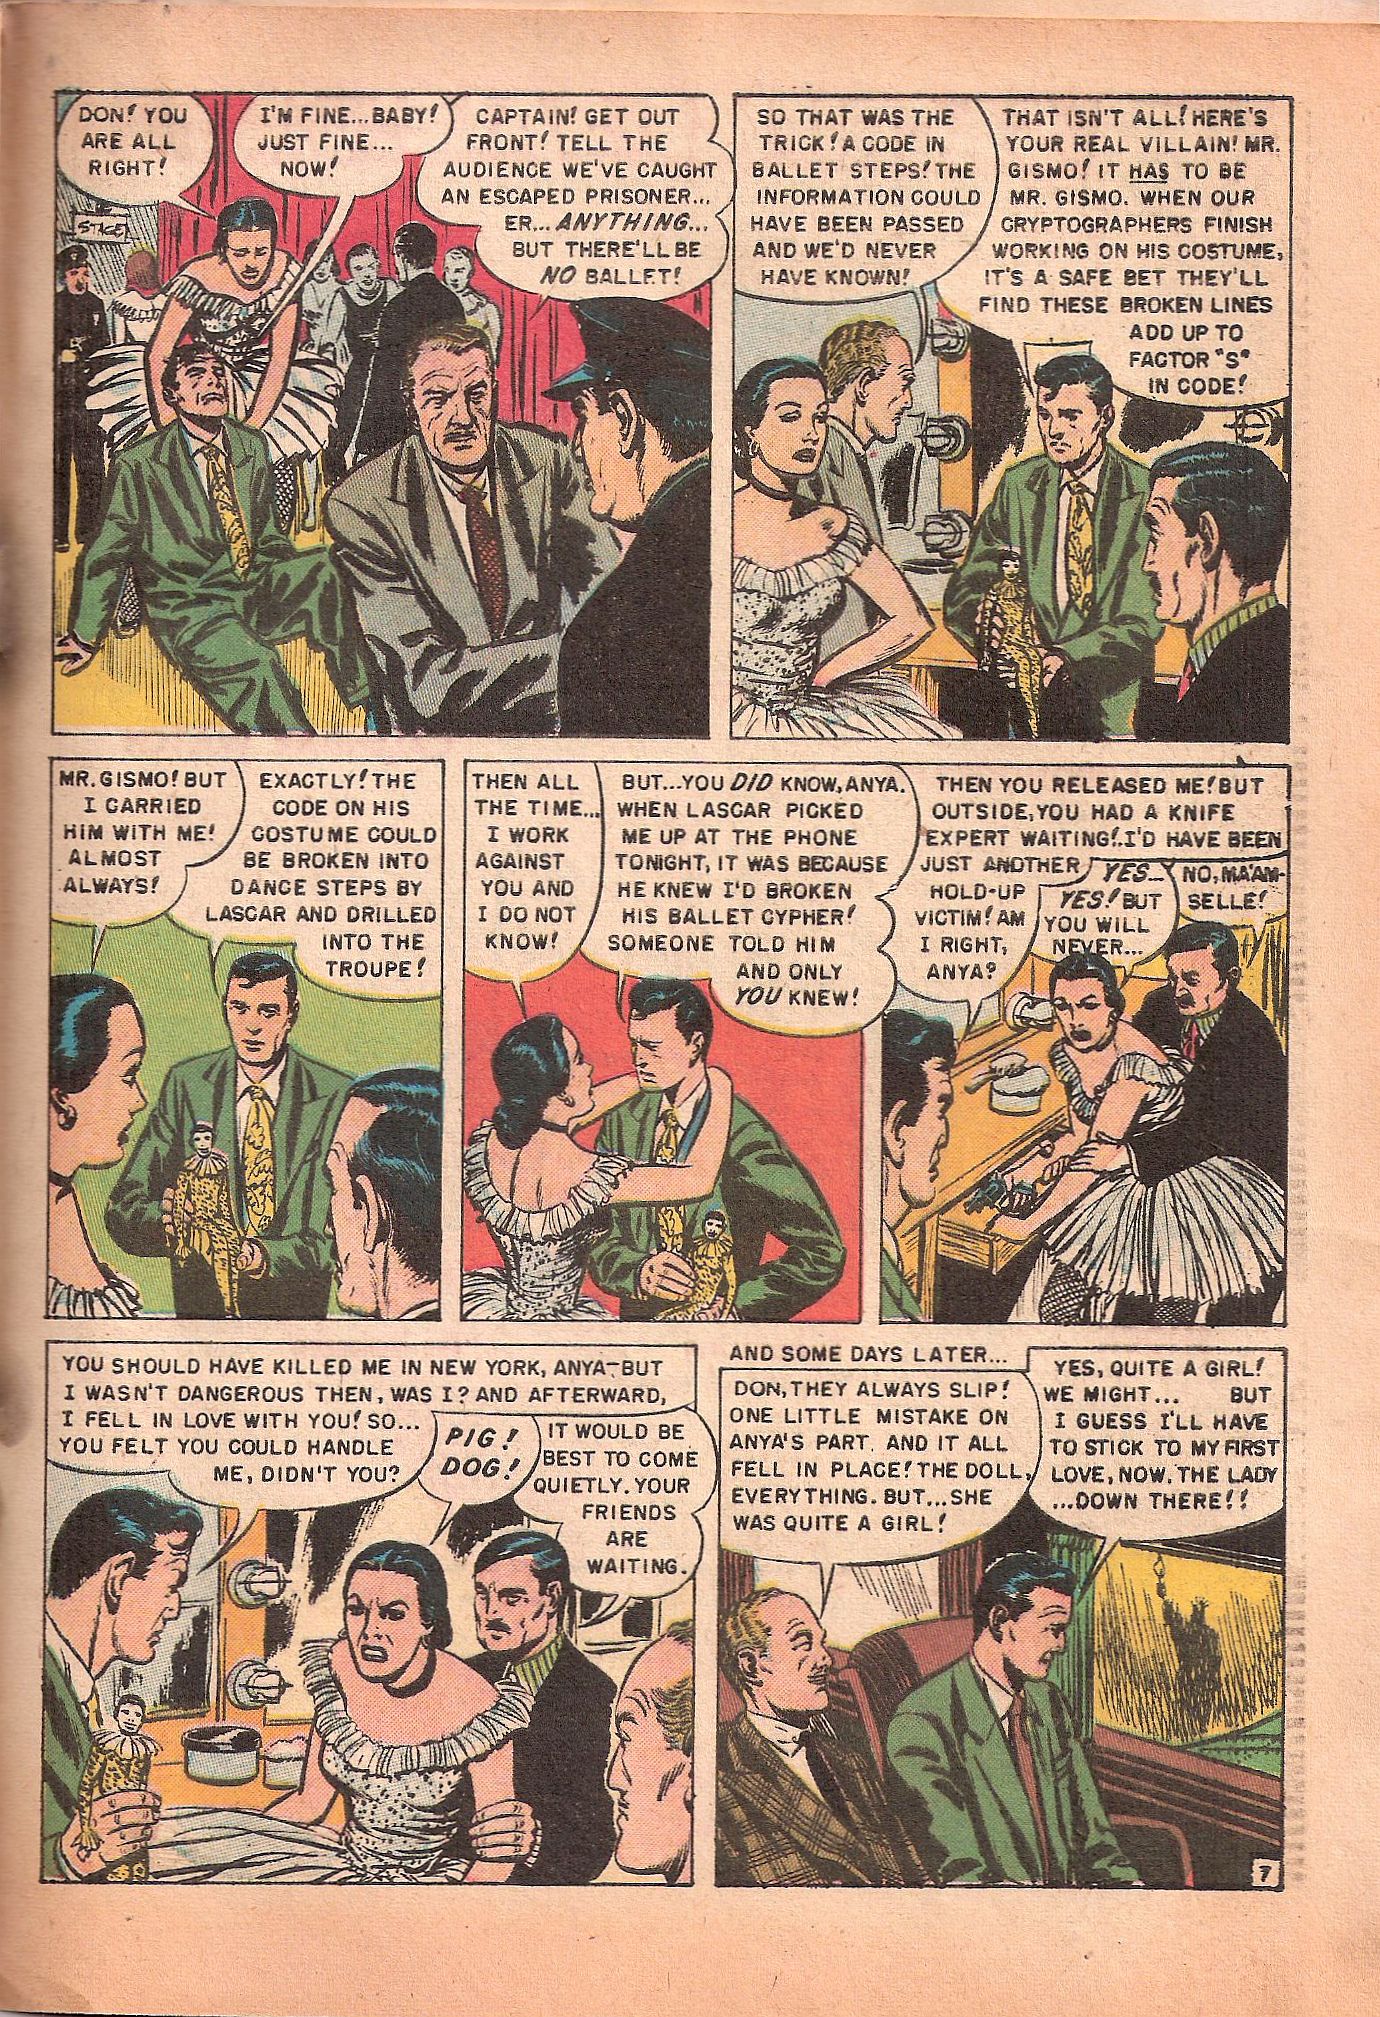 DON! YOU
ARE ALL
RIGHT!
I'M FINE...BABY!
JUST FINE...
NOW!
CAPTAIN! GET OUT
FRONT! TELL THE
AUDIENCE WE'VE CAUGHT
AN ESCAPED PRISONER...
ER...ANYTHING...
BUT THERE'LL BE
NO BALLET!
STAGE
SO THAT WAS THE
TRICK! A CODE IN
BALLET STEPS! THE
INFORMATION COULD
HAVE BEEN PASSED
AND WE'D NEVER
HAVE KNOWN!
THAT ISN'T ALL! HERE'S
YOUR REAL VILLAIN! MR.
GISMO! IT HAS TO BE
MR. GISMO. WHEN OUR
CRYPTOGRAPHERS FINISH
WORKING ON HIS COSTUME,
IT'S A SAFE BET THEY'LL
FIND THESE BROKEN LINES
ADD UP TO
FACTOR "S"
IN CODE!
MR. GISMO! BUT
I CARRIED
HIM WITH ME!
ALMOST
ALWAYS!
EXACTLY! THE
CODE ON HIS
COSTUME COULD
BE BROKEN INTO
DANCE STEPS BY
LASCAR AND DRILLED
INTO THE
TROUPE!
THEN ALL
THE TIME...
I WORK
AGAINST
YOU AND
I DO NOT
KNOW!
BUT...YOU DID KNOW, ANYA.
WHEN LASCAR PICKED
ME UP AT THE PHONE
TONIGHT, IT WAS BECAUSE
HE KNEW I'D BROKEN
HIS BALLET CYPHER!
SOMEONE TOLD HIM
AND ONLY
YOU KNEW!
THEN YOU RELEASED ME! BUT
OUTSIDE, YOU HAD A KNIFE
EXPERT WAITING!.I'D HAVE BEEN
JUST ANOTHER
HOLD-UP
VICTIM! AM
I RIGHT,
ANYA?
YES...
YES! BUT
YOU WILL
NEVER...
NO, MA'AM-
SELLE!
YOU SHOULD HAVE KILLED ME IN NEW YORK, ANYA-BUT
I WASN'T DANGEROUS THEN, WAS I? AND AFTERWARD,
I FELL IN LOVE WITH YOU! SO...
YOU FELT YOU COULD HANDLE
ME, DIDN'T YOU?
PIG!
DOG!
IT WOULD BE
BEST TO COME
QUIETLY. YOUR
FRIENDS
ARE
WAITING.
AND SOME DAYS LATER...
DON, THEY ALWAYS SLIP!
ONE LITTLE MISTAKE ON
ANYA'S PART. AND IT ALL
FELL IN PLACE! THE DOLL,
EVERYTHING. BUT...SHE
WAS QUITE A GIRL!
YES, QUITE A GIRL!
WE MIGHT... BUT
I GUESS I'LL HAVE
TO STICK TO MY FIRST
LOVE, NOW. THE LADY
...DOWN THERE!!
7